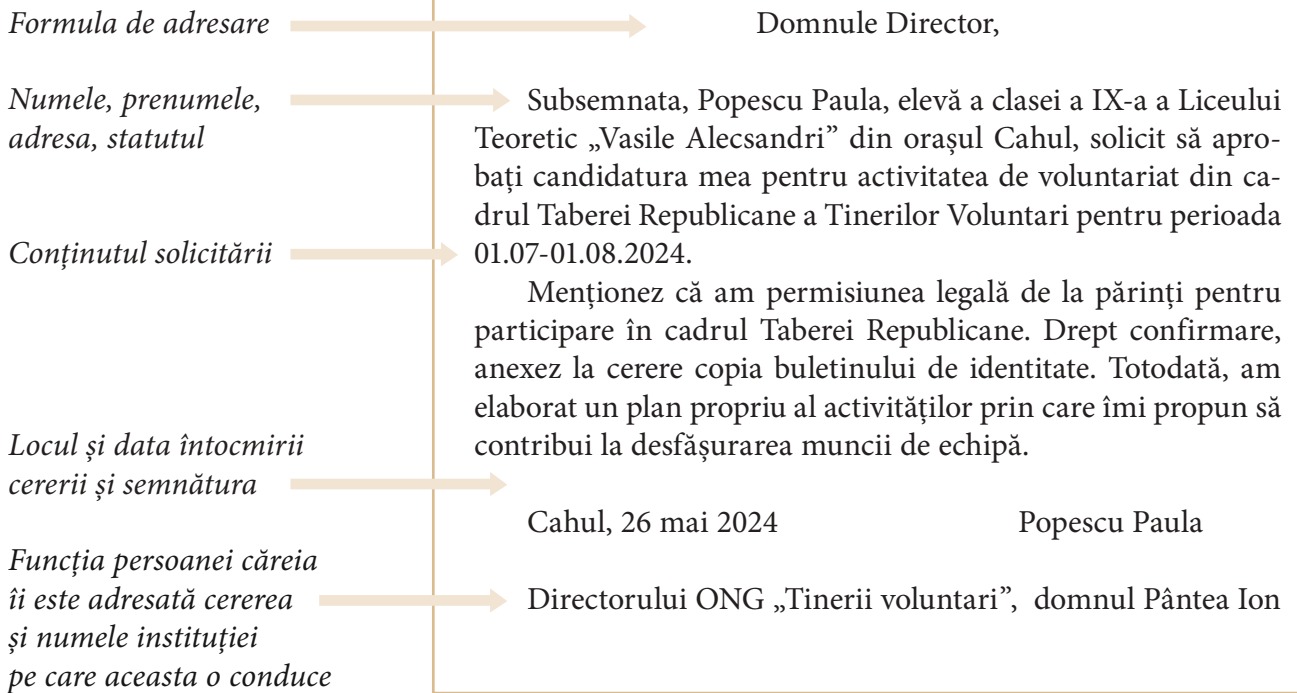 Formula de adresare
Domnule Director,
Numele, prenumele,
adresa, statutul
Subsemnata, Popescu Paula, elevă a clasei a IX-a a Liceului
Teoretic „Vasile Alecsandri” din orașul Cahul, solicit să apro-
bați candidatura mea pentru activitatea de voluntariat din ca-
drul Taberei Republicane a Tinerilor Voluntari pentru perioada
Conținutul solicitării
01.07-01.08.2024.
Menționez că am permisiunea legală de la părinți pentru
participare în cadrul Taberei Republicane. Drept confirmare,
anexez la cerere copia buletinului de identitate. Totodată, am
elaborat un plan propriu al activităților prin care îmi propun să
contribui la desfășurarea muncii de echipă.
Locul și data întocmirii
cererii și semnătura
Cahul, 26 mai 2024 Popescu Paula
Funcția persoanei căreia
îi este adresată cererea
și numele instituției
pe care aceasta o conduce
Directorului ONG „Tinerii voluntari”, domnul Pântea Ion